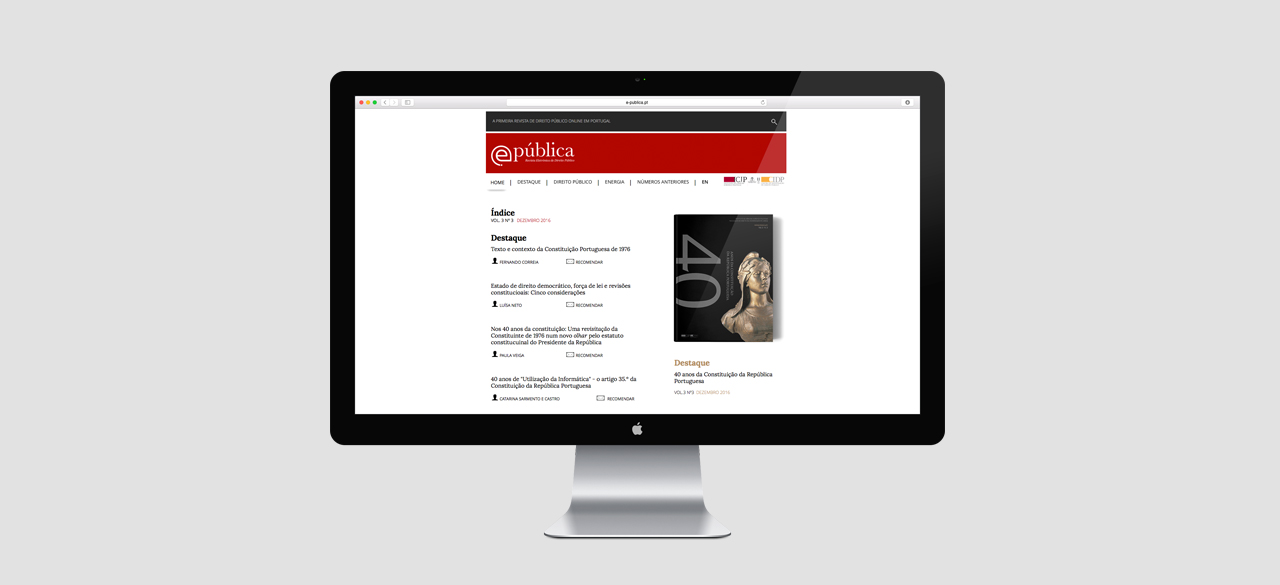 e-publica.pt
A PRIMEIRA REVISTA DE DIREITO PÚBLICO ONLINE EM PORTUGAL
e pública
Revista Eletrónica de Direito Público
HOME | DESTAQUE | DIREITO PÚBLICO | ENERGIA | NÚMEROS ANTERIORES | EN
CIP
CIDP
Índice
VOL. 3 Nº 3 DEZEMBRO 2016
Destaque
Texto e contexto da Constituição Portuguesa de 1976
FERNANDO CORREIA RECOMENDAR
Estado de direito democrático, força de lei e revisões
constitucioais: Cinco considerações
LUÍSA NETO RECOMENDAR
Nos 40 anos da constituição: Uma revisitação da
Constituinte de 1976 num novo olhar pelo estatuto
constitucuinal do Presidente da República
PAULA VEIGA RECOMENDAR
40 anos de "Utilização da Informática" - o artigo 35.º da
Constituição da República Portuguesa
CATARINA SARMENTO E CASTRO RECOMENDAR
40
Destaque
40 anos da Constituição da República
Portuguesa
VOL.3 Nº3 DEZEMBRO 2016